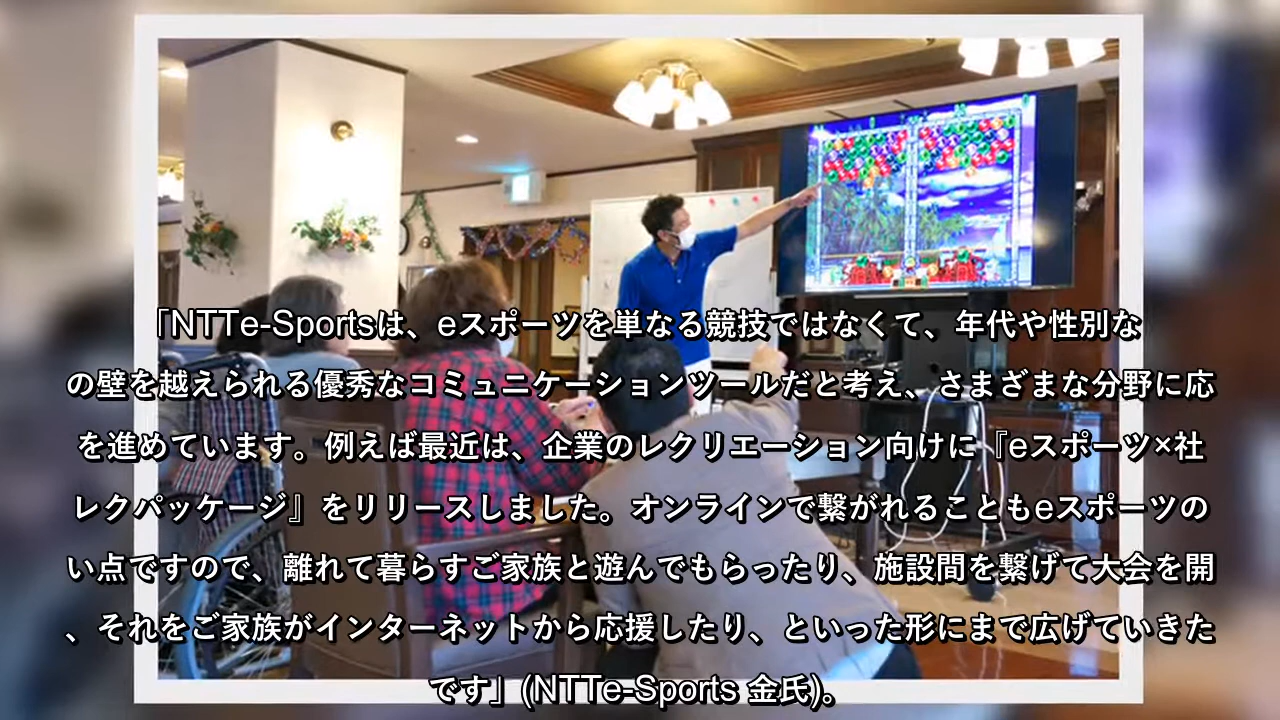 「NTTe-Sportsは、eスポーツを単なる競技ではなくて、年代や性別な
の壁を越えられる優秀なコミュニケーションツールだと考え、さまざまな分野に応
を進めています。例えば最近は、企業のレクリエーション向けに『eスポーツ×社
レクパッケージ』をリリースしました。オンラインで繋がれることもeスポーツの
い点ですので、離れて暮らすご家族と遊んでもらったり、施設間を繋げて大会を開
、それをご家族がインターネットから応援したり、といった形にまで広げていきた
です」(NTTe-Sports 金氏)。